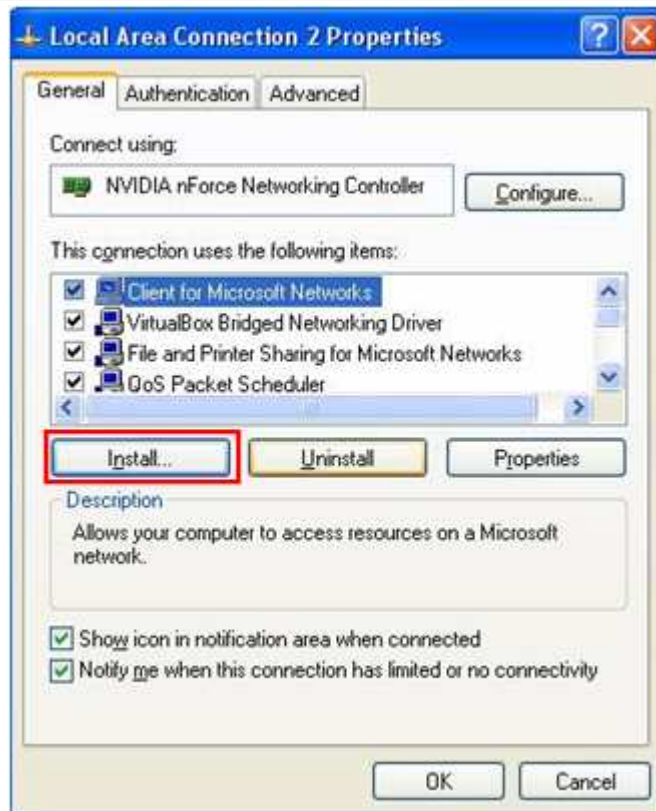 Local Area Connection 2 Properties
General Authentication Advanced
Connect using:
NVIDIA nForce Networking Controller
Configure...
This connection uses the following items:
Client for Microsoft Networks
VirtualBox Bridged Networking Driver
File and Printer Sharing for Microsoft Networks
QoS Packet Scheduler
Install... Uninstall Properties
Description
Allows your computer to access resources on a Microsoft
network.
Show icon in notification area when connected
Notify me when this connection has limited or no connectivity
OK Cancel